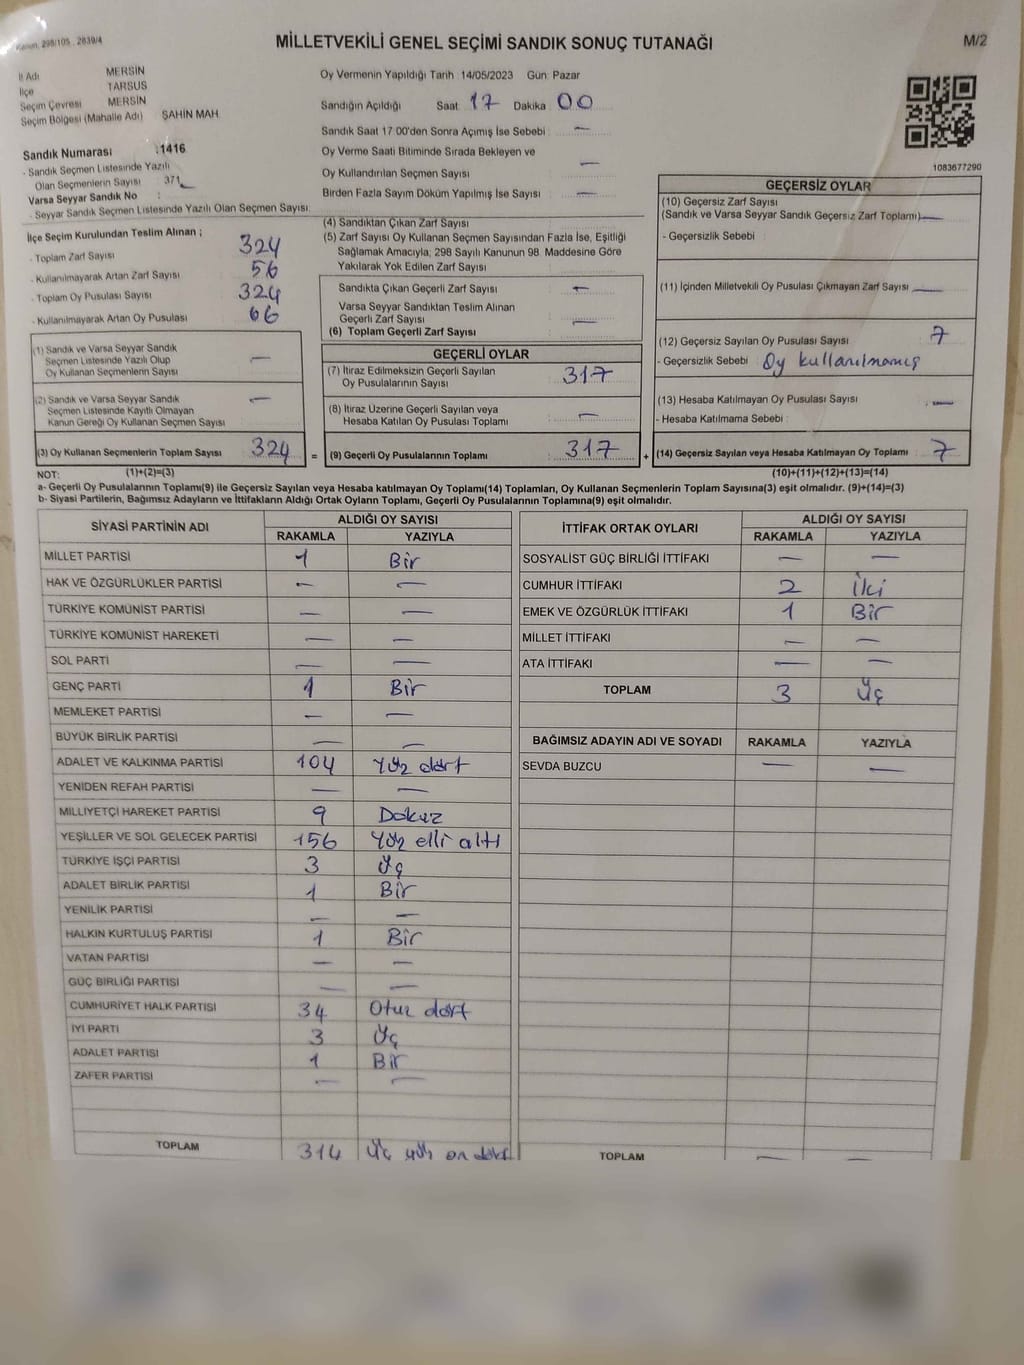 Kanun, 298/105 , 2839/4
MİLLETVEKİLİ GENEL SEÇİMİ SANDIK SONUÇ TUTANAĞI
M/2
İl Adı MERSİN
İlçe TARSUS
Seçim Çevresi MERSİN
Seçim Bölgesi (Mahalle Adı) ŞAHİN MAH.
Sandık Numarası :1416
- Sandık Seçmen Listesinde Yazılı
Olan Seçmenlerin Sayısı : 371
Varsa Seyyar Sandık No :
- Seyyar Sandık Seçmen Listesinde Yazılı Olan Seçmen Sayısı:
Oy Vermenin Yapıldığı Tarih :14/05/2023 Gün: Pazar
Sandığın Açıldığı Saat: 17 Dakika: 00
Sandık Saat 17 00'den Sonra Açımış İse Sebebi : —
Oy Verme Saati Bitiminde Sırada Bekleyen ve
Oy Kullandırılan Seçmen Sayısı : —
Birden Fazla Sayım Döküm Yapılmış İse Sayısı : —
1083677290
İlçe Seçim Kurulundan Teslim Alınan ;
- Toplam Zarf Sayısı 324
- Kullanılmayarak Artan Zarf Sayısı 56
- Toplam Oy Pusulası Sayısı 324
- Kullanılmayarak Artan Oy Pusulası 66
(1) Sandık ve Varsa Seyyar Sandık
Seçmen Listesinde Yazılı Olup
Oy Kullanan Seçmenlerin Sayısı —
(2) Sandık ve Varsa Seyyar Sandık
Seçmen Listesinde Kayıtlı Olmayan
Kanun Gereği Oy Kullanan Seçmen Sayısı —
(3) Oy Kullanan Seçmenlerin Toplam Sayısı 324 =
(4) Sandıktan Çıkan Zarf Sayısı
(5) Zarf Sayısı Oy Kullanan Seçmen Sayısından Fazla İse, Eşitliği
Sağlamak Amacıyla; 298 Sayılı Kanunun 98. Maddesine Göre
Yakılarak Yok Edilen Zarf Sayısı
Sandıkta Çıkan Geçerli Zarf Sayısı —
Varsa Seyyar Sandıktan Teslim Alınan
Geçerli Zarf Sayısı —
(6) Toplam Geçerli Zarf Sayısı
GEÇERLİ OYLAR
(7) İtiraz Edilmeksizin Geçerli Sayılan
Oy Pusulalarının Sayısı : 317
(8) İtiraz Üzerine Geçerli Sayılan veya
Hesaba Katılan Oy Pusulası Toplamı : —
(9) Geçerli Oy Pusulalarının Toplamı : 317 +
GEÇERSİZ OYLAR
(10) Geçersiz Zarf Sayısı
(Sandık ve Varsa Seyyar Sandık Geçersiz Zarf Toplamı) —
- Geçersizlik Sebebi :
(11) İçinden Milletvekili Oy Pusulası Çıkmayan Zarf Sayısı —
(12) Geçersiz Sayılan Oy Pusulası Sayısı : 7
- Geçersizlik Sebebi : Oy kullanılmamış
(13) Hesaba Katılmayan Oy Pusulası Sayısı : —
- Hesaba Katılmama Sebebi :
(14) Geçersiz Sayılan veya Hesaba Katılmayan Oy Toplamı : 7
NOT: (1)+(2)=(3) (10)+(11)+(12)+(13)=(14)
a- Geçerli Oy Pusulalarının Toplam(9) ile Geçersiz Sayılan veya Hesaba katılmayan Oy Toplamı(14) Toplamları, Oy Kullanan Seçmenlerin Toplam Sayısına(3) eşit olmalıdır. (9)+(14)=(3)
b- Siyasi Partilerin, Bağımsız Adayların ve İttifakların Aldığı Ortak Oyların Toplamı, Geçerli Oy Pusulalarının Toplamına(9) eşit olmalıdır.
SİYASİ PARTİNİN ADI ALDIĞI OY SAYISI
RAKAMLA YAZIYLA
MİLLET PARTİSİ 1 Bir
HAK VE ÖZGÜRLÜKLER PARTİSİ — —
TÜRKİYE KOMÜNİST PARTİSİ — —
TÜRKİYE KOMÜNİST HAREKETİ — —
SOL PARTİ — —
GENÇ PARTİ 1 Bir
MEMLEKET PARTİSİ — —
BÜYÜK BİRLİK PARTİSİ — —
ADALET VE KALKINMA PARTİSİ 104 Yüz dört
YENİDEN REFAH PARTİSİ — —
MİLLİYETÇİ HAREKET PARTİSİ 9 Dokuz
YEŞİLLER VE SOL GELECEK PARTİSİ 156 Yüz elli altı
TÜRKİYE İŞÇİ PARTİSİ 3 Üç
ADALET BİRLİK PARTİSİ 1 Bir
YENİLİK PARTİSİ — —
HALKIN KURTULUŞ PARTİSİ 1 Bir
VATAN PARTİSİ — —
GÜÇ BİRLİĞİ PARTİSİ — —
CUMHURİYET HALK PARTİSİ 34 Otuz dört
İYİ PARTİ 3 Üç
ADALET PARTİSİ 1 Bir
ZAFER PARTİSİ — —
TOPLAM 314 Üç yüz on dört
İTTİFAK ORTAK OYLARI ALDIĞI OY SAYISI
RAKAMLA YAZIYLA
SOSYALİST GÜÇ BİRLİĞİ İTTİFAKI — —
CUMHUR İTTİFAKI 2 İki
EMEK VE ÖZGÜRLÜK İTTİFAKI 1 Bir
MİLLET İTTİFAKI — —
ATA İTTİFAKI — —
TOPLAM 3 Üç
BAĞIMSIZ ADAYIN ADI VE SOYADI RAKAMLA YAZIYLA
SEVDA BUZCU — —
TOPLAM — —